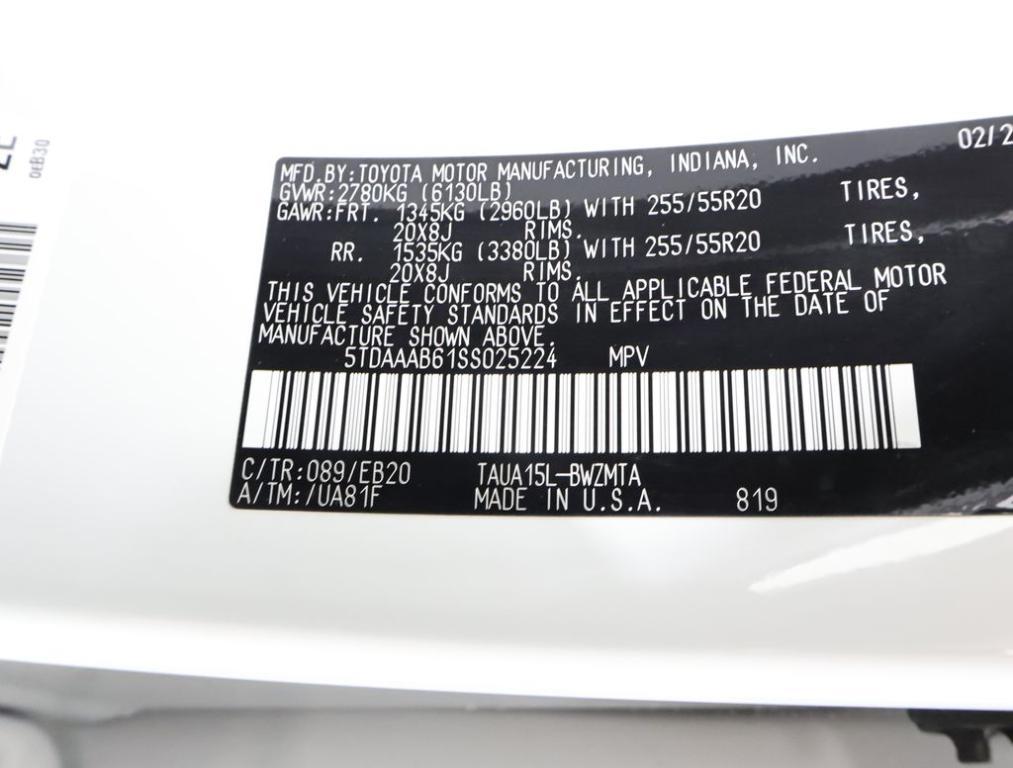 MFD.BY:TOYOTA MOTOR MANUFACTURING, INDIANA, INC. 02/2
GVWR:2780KG (6130LB)
GAWR:FRT. 1345KG (2960LB) WITH 255/55R20 TIRES,
20X8J RIMS.
RR. 1535KG (3380LB) WITH 255/55R20 TIRES,
20X8J RIMS.
THIS VEHICLE CONFORMS TO ALL APPLICABLE FEDERAL MOTOR
VEHICLE SAFETY STANDARDS IN EFFECT ON THE DATE OF
MANUFACTURE SHOWN ABOVE.
5TDAAAB61SS025224 MPV
C/TR:089/EB20 TAUA15L-BWZMTA
A/TM:/UA81F MADE IN U.S.A. 819